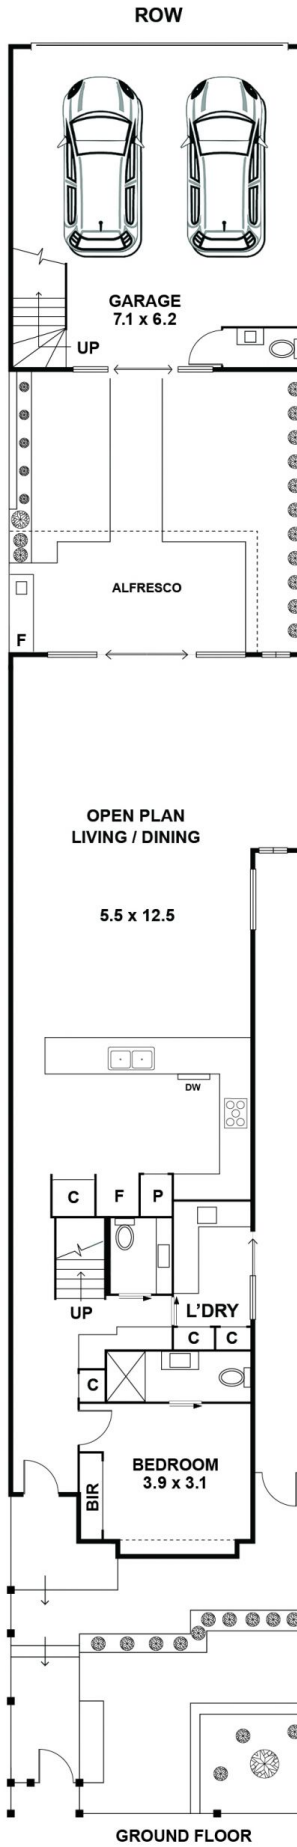 ROW
GARAGE
7.1 x 6.2
UP
ALFRESCO
F
OPEN PLAN
LIVING / DINING
5.5 x 12.5
DW
C
F
P
UP
L'DRY
C
C
C
BEDROOM
3.9 x 3.1
BIR
GROUND FLOOR